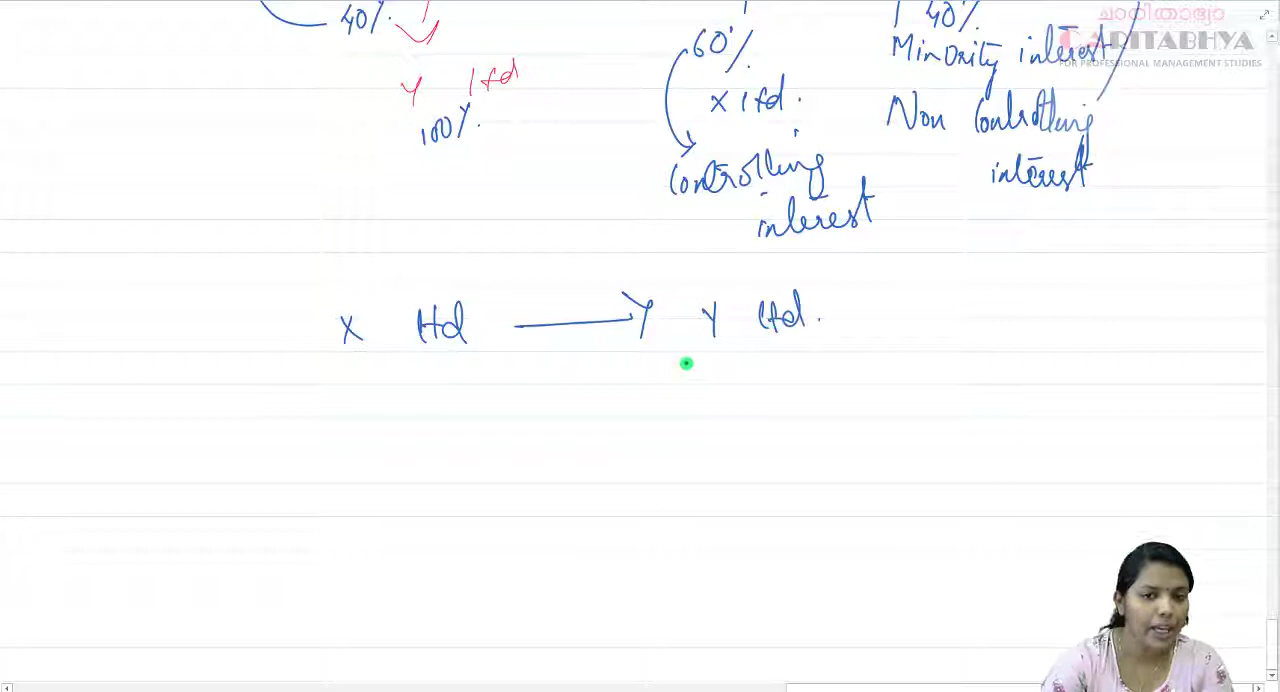 ചാരിതാഭ്യാ
CARITABHYA
FOR PROFESSIONAL MANAGEMENT STUDIES
40%.
Y ltd
100%.
60%
X ltd.
Controlling
interest
40%
Minority interest
Non Controlling
interest
X ltd → Y ltd.